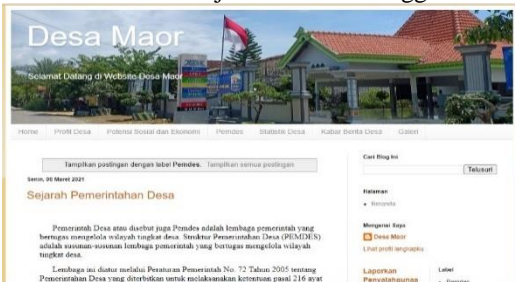 Desa Maor
Selamat Datang di Website Desa Maor
Home Profil Desa Potensi Sosial dan Ekonomi Pemdes Statistik Desa Kabar Berita Desa Galeri
Tampilkan postingan dengan label Pemdes. Tampilkan semua postingan
Senin, 08 Maret 2021
Sejarah Pemerintahan Desa
Pemerintah Desa atau disebut juga Pemdes adalah lembaga pemerintah yang
bertugas mengelola wilayah tingkat desa. Struktur Pemerintahan Desa (PEMDES)
adalah susunan-susunan lembaga pemerintah yang bertugas mengelola wilayah
tingkat desa.
Lembaga ini diatur melalui Peraturan Pemerintah No. 72 Tahun 2005 tentang
Pemerintahan Desa yang diterbitkan untuk melaksanakan ketentuan pasal 216 ayat
Cari Blog Ini
Telusuri
Halaman
Beranda
Mengenai Saya
Desa Maor
Lihat profil lengkapku
Laporkan
Penyalahgunaa
Label
Pemdes